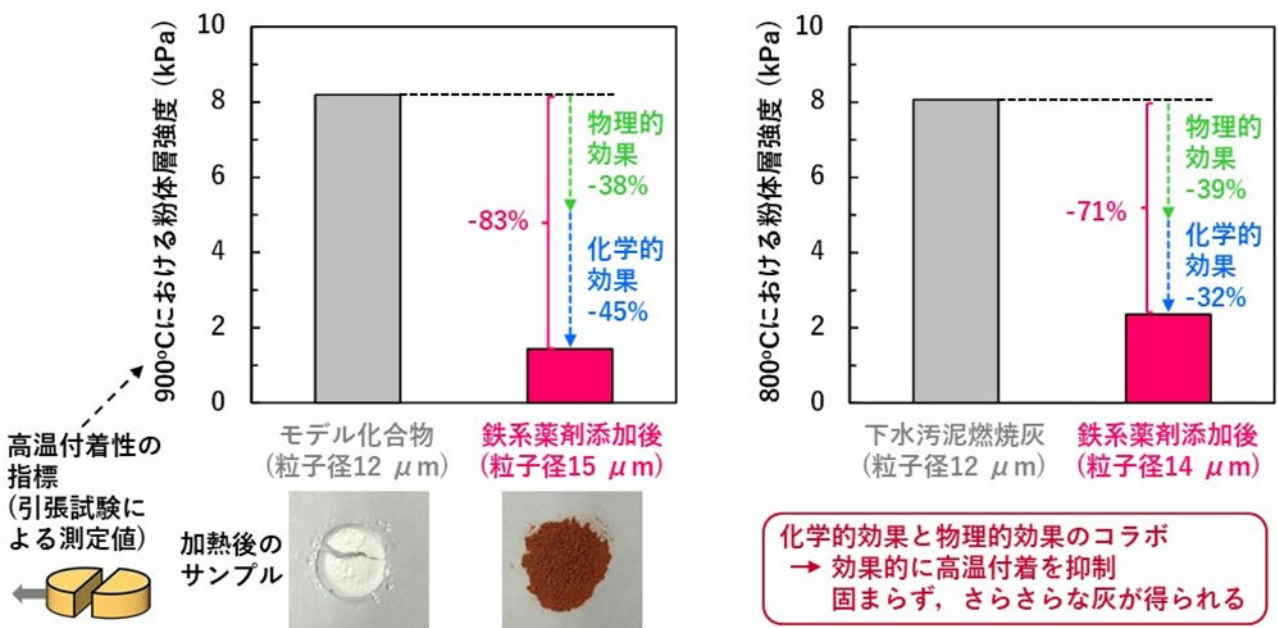 900ºCにおける粉体層強度 (kPa)
10
8
6
4
2
0
物理的
効果
-38%
-83%
化学的
効果
-45%
モデル化合物
(粒子径12 μm)
鉄系薬剤添加後
(粒子径15 μm)
高温付着性の
指標
(引張試験に
よる測定値)
加熱後の
サンプル
800ºCにおける粉体層強度 (kPa)
10
8
6
4
2
0
物理的
効果
-39%
-71%
化学的
効果
-32%
下水汚泥燃焼灰
(粒子径12 μm)
鉄系薬剤添加後
(粒子径14 μm)
化学的効果と物理的効果のコラボ
→ 効果的に高温付着を抑制
固まらず，さらさらな灰が得られる